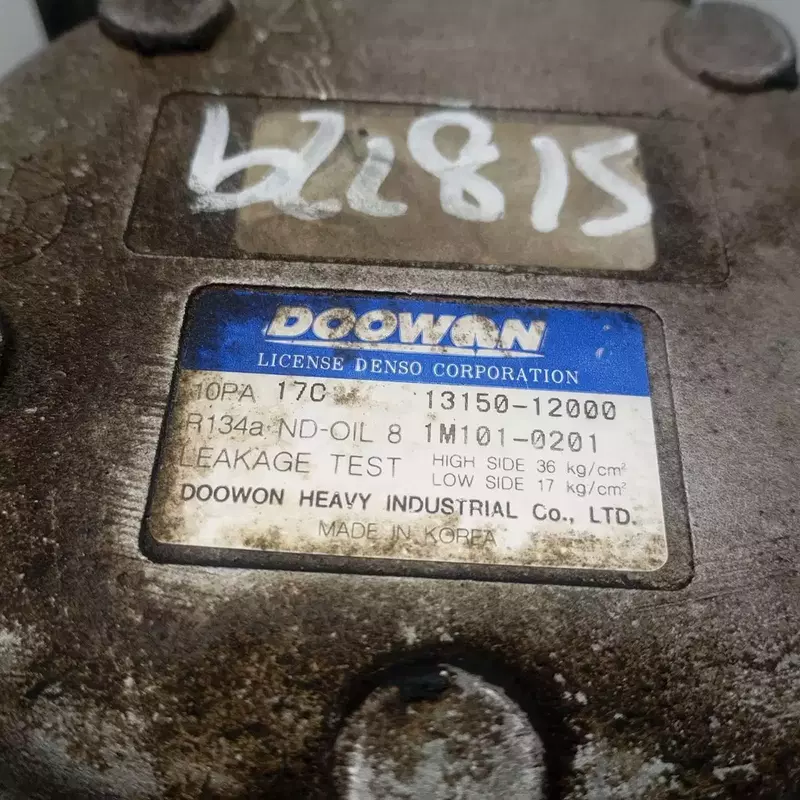 62281S
DOOWON
LICENSE DENSO CORPORATION
10PA 17C 13150-12000
R134a ND-OIL 8 1M101-0201
LEAKAGE TEST HIGH SIDE 36 kg/cm²
LOW SIDE 17 kg/cm²
DOOWON HEAVY INDUSTRIAL Co., LTD.
MADE IN KOREA